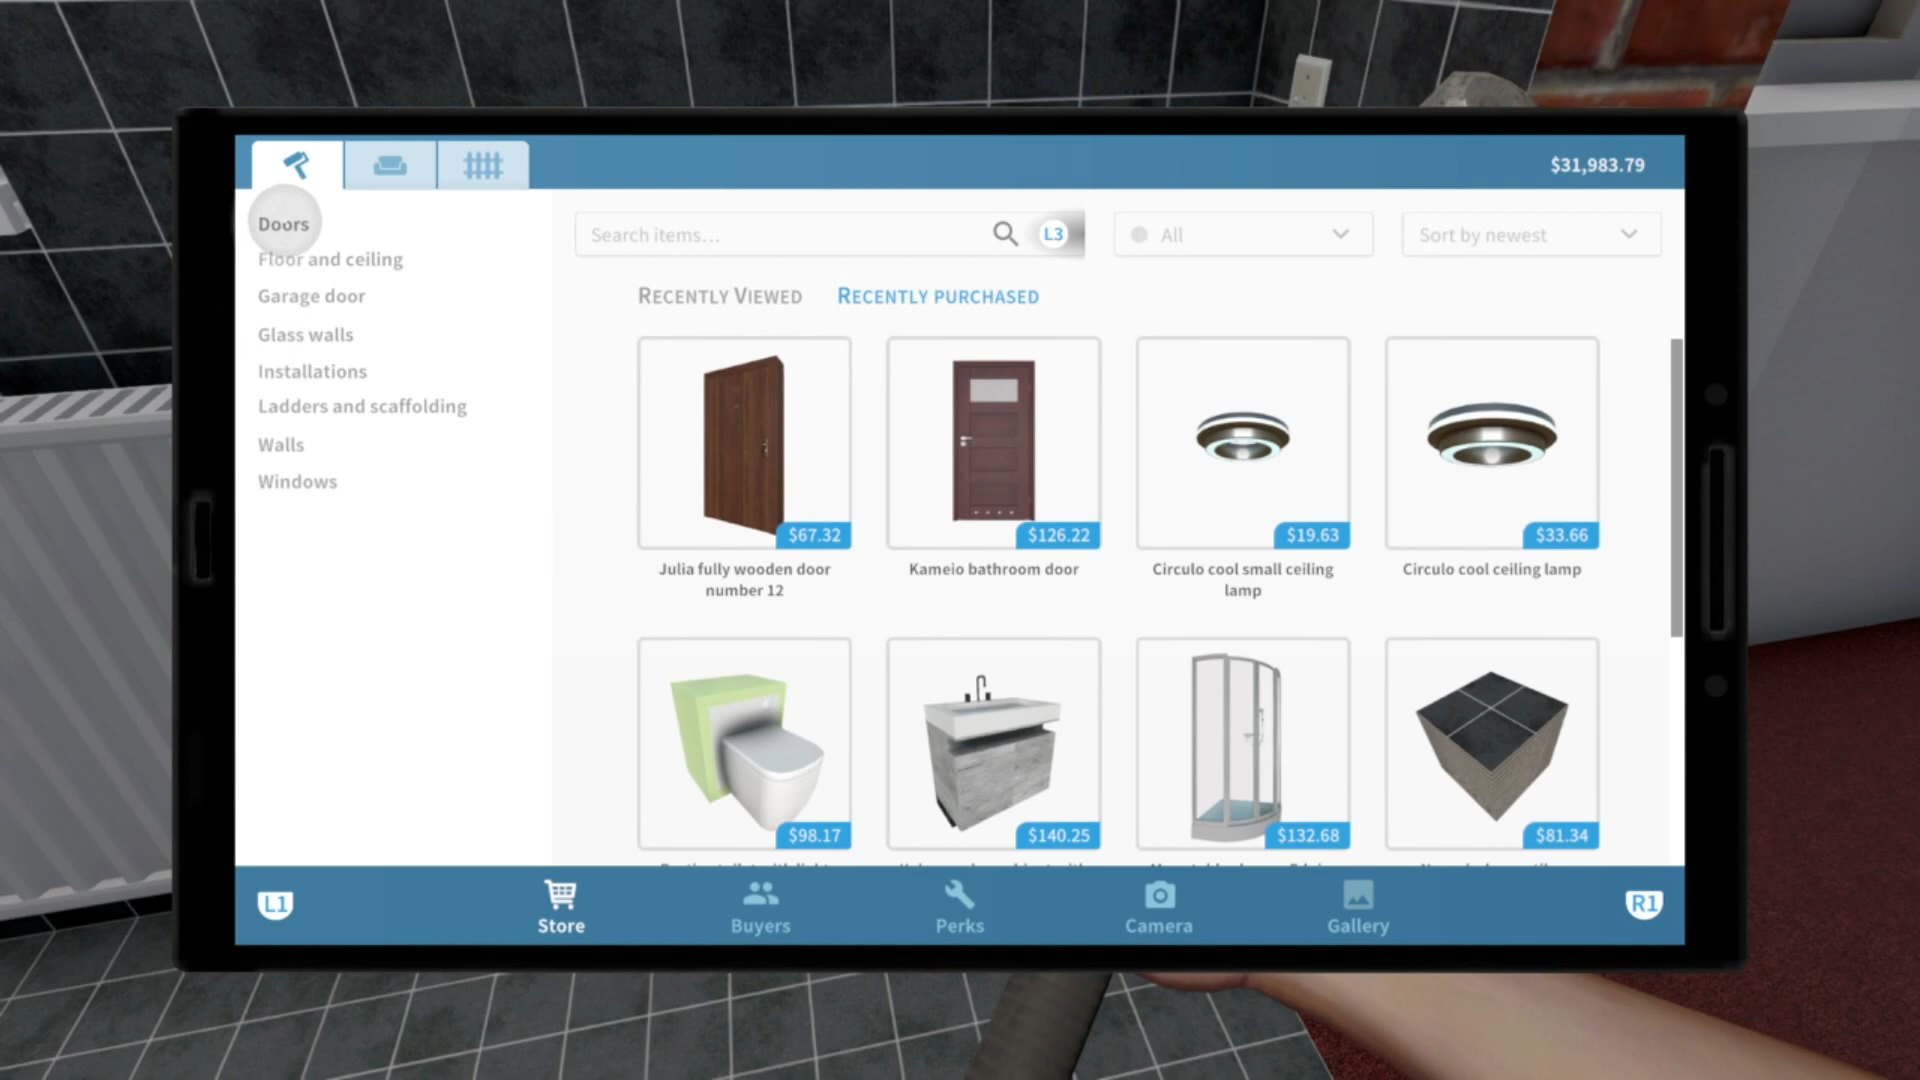 $31,983.79
Doors
Floor and ceiling
Garage door
Glass walls
Installations
Ladders and scaffolding
Walls
Windows
Search items...
L3
All
Sort by newest
RECENTLY VIEWED
RECENTLY PURCHASED
$67.32
$126.22
$19.63
$33.66
Julia fully wooden door
number 12
Kameio bathroom door
Circulo cool small ceiling
lamp
Circulo cool ceiling lamp
$98.17
$140.25
$132.68
$81.34
L1
Store
Buyers
Perks
Camera
Gallery
R1